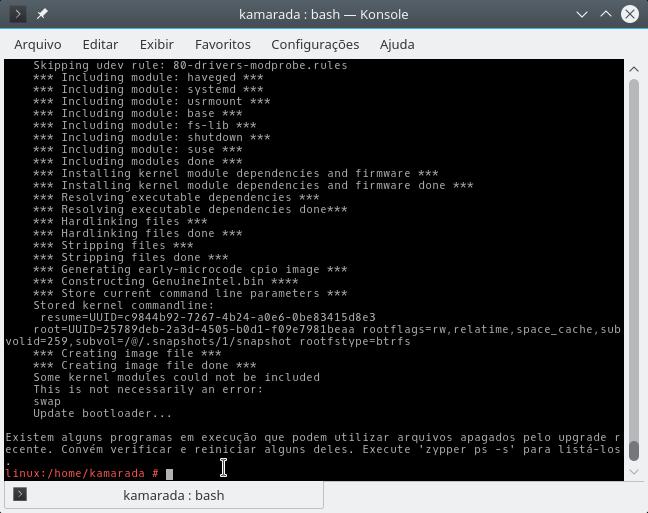 kamarada : bash — Konsole
Arquivo Editar Exibir Favoritos Configurações Ajuda
Skipping udev rule: 80-drivers-modprobe.rules
*** Including module: haveged ***
*** Including module: systemd ***
*** Including module: usrmount ***
*** Including module: base ***
*** Including module: fs-lib ***
*** Including module: shutdown ***
*** Including module: suse ***
*** Including modules done ***
*** Installing kernel module dependencies and firmware ***
*** Installing kernel module dependencies and firmware done ***
*** Resolving executable dependencies ***
*** Resolving executable dependencies done***
*** Hardlinking files ***
*** Hardlinking files done ***
*** Stripping files ***
*** Stripping files done ***
*** Generating early-microcode cpio image ***
*** Constructing GenuineIntel.bin ****
*** Store current command line parameters ***
Stored kernel commandline:
resume=UUID=c9844b92-7267-4b24-a0e6-0be83415d8e3
root=UUID=25789deb-2a3d-4505-b0d1-f09e7981beaa rootflags=rw,relatime,space_cache,sub
volid=259,subvol=/@/.snapshots/1/snapshot rootfstype=btrfs
*** Creating image file ***
*** Creating image file done ***
Some kernel modules could not be included
This is not necessarily an error:
swap
Update bootloader...
Existem alguns programas em execução que podem utilizar arquivos apagados pelo upgrade r
ecente. Convém verificar e reiniciar alguns deles. Execute 'zypper ps -s' para listá-los
.
linux:/home/kamarada #
kamarada : bash